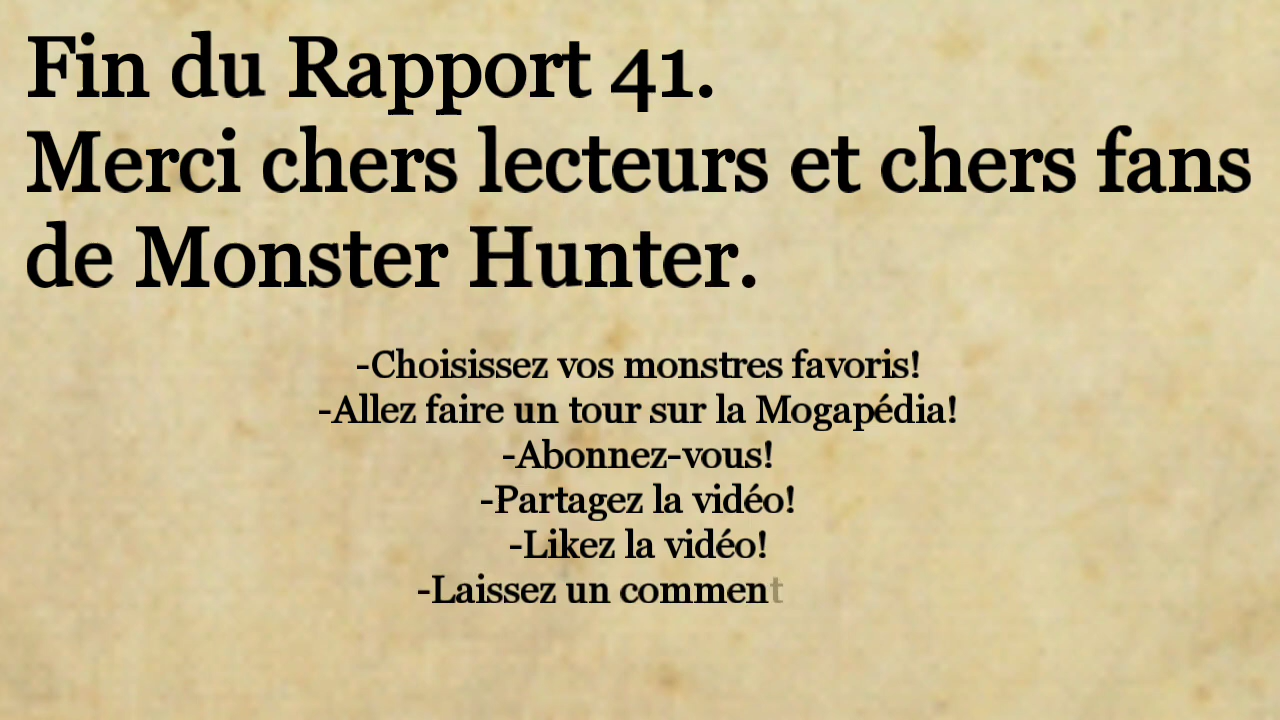 Fin du Rapport 41.
Merci chers lecteurs et chers fans
de Monster Hunter.
-Choisissez vos monstres favoris!
-Allez faire un tour sur la Mogapédia!
-Abonnez-vous!
-Partagez la vidéo!
-Likez la vidéo!
-Laissez un comment